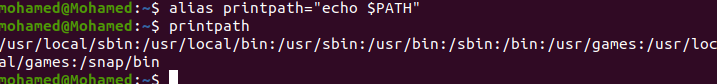 mohamed@Mohamed:~$ alias printpath="echo $PATH"
mohamed@Mohamed:~$ printpath
/usr/local/sbin:/usr/local/bin:/usr/sbin:/usr/bin:/sbin:/bin:/usr/games:/usr/loc
al/games:/snap/bin
mohamed@Mohamed:~$